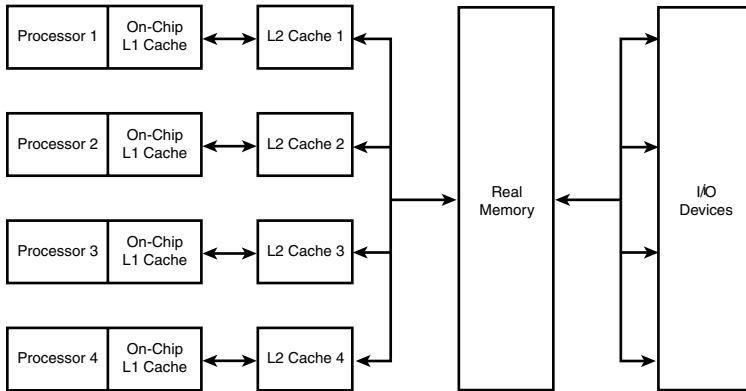 Processor 1
On-Chip
L1 Cache
L2 Cache 1
Processor 2
On-Chip
L1 Cache
L2 Cache 2
Processor 3
On-Chip
L1 Cache
L2 Cache 3
Processor 4
On-Chip
L1 Cache
L2 Cache 4
Real
Memory
I/O
Devices